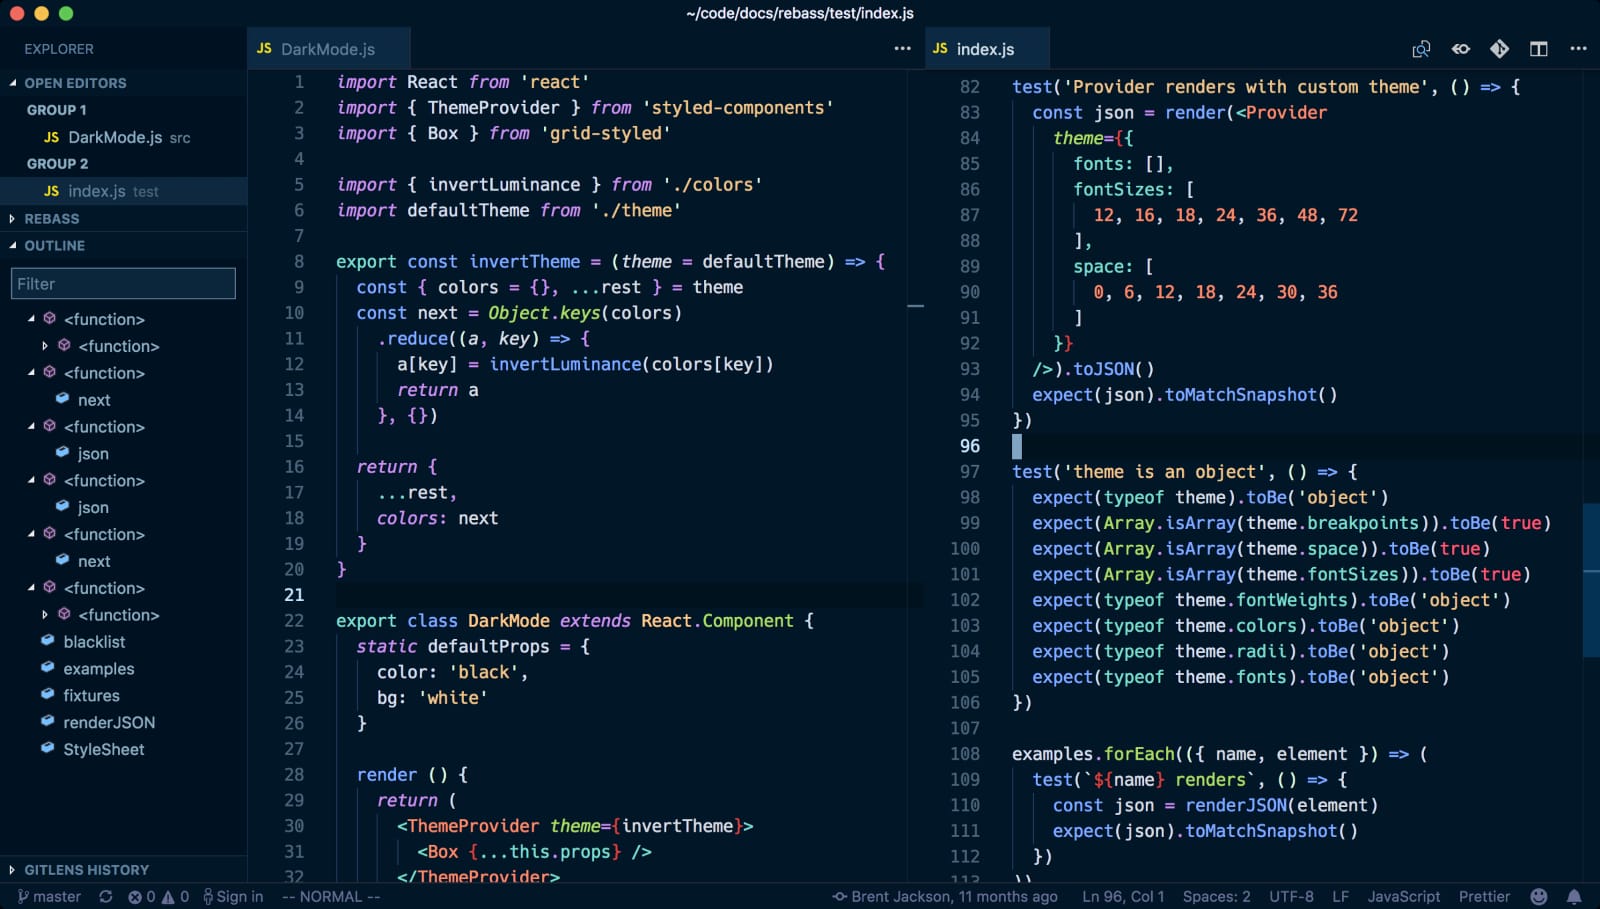 ~/code/docs/rebass/test/index.js
EXPLORER
OPEN EDITORS
GROUP 1
JS DarkMode.js src
GROUP 2
JS index.js test
REBASS
OUTLINE
Filter
<function>
<function>
<function>
next
<function>
json
<function>
json
<function>
next
<function>
<function>
blacklist
examples
fixtures
renderJSON
StyleSheet
GITLENS HISTORY
JS DarkMode.js
1 import React from 'react'
2 import { ThemeProvider } from 'styled-components'
3 import { Box } from 'grid-styled'
4
5 import { invertLuminance } from './colors'
6 import defaultTheme from './theme'
7
8 export const invertTheme = (theme = defaultTheme) => {
9 const { colors = {}, ...rest } = theme
10 const next = Object.keys(colors)
11 .reduce((a, key) => {
12 a[key] = invertLuminance(colors[key])
13 return a
14 }, {})
15
16 return {
17 ...rest,
18 colors: next
19 }
20 }
21
22 export class DarkMode extends React.Component {
23 static defaultProps = {
24 color: 'black',
25 bg: 'white'
26 }
27
28 render () {
29 return (
30 <ThemeProvider theme={invertTheme}>
31 <Box {...this.props} />
32 </ThemeProvider>
JS index.js
82 test('Provider renders with custom theme', () => {
83 const json = render(<Provider
84 theme={{
85 fonts: [],
86 fontSizes: [
87 12, 16, 18, 24, 36, 48, 72
88 ],
89 space: [
90 0, 6, 12, 18, 24, 30, 36
91 ]
92 }}
93 />).toJSON()
94 expect(json).toMatchSnapshot()
95 })
96
97 test('theme is an object', () => {
98 expect(typeof theme).toBe('object')
99 expect(Array.isArray(theme.breakpoints)).toBe(true)
100 expect(Array.isArray(theme.space)).toBe(true)
101 expect(Array.isArray(theme.fontSizes)).toBe(true)
102 expect(typeof theme.fontWeights).toBe('object')
103 expect(typeof theme.colors).toBe('object')
104 expect(typeof theme.radii).toBe('object')
105 expect(typeof theme.fonts).toBe('object')
106 })
107
108 examples.forEach(({ name, element }) => (
109 test(`${name} renders`, () => {
110 const json = renderJSON(element)
111 expect(json).toMatchSnapshot()
112 })
113 ))
master 0 0 Sign in -- NORMAL -- Brent Jackson, 11 months ago Ln 96, Col 1 Spaces: 2 UTF-8 LF JavaScript Prettier